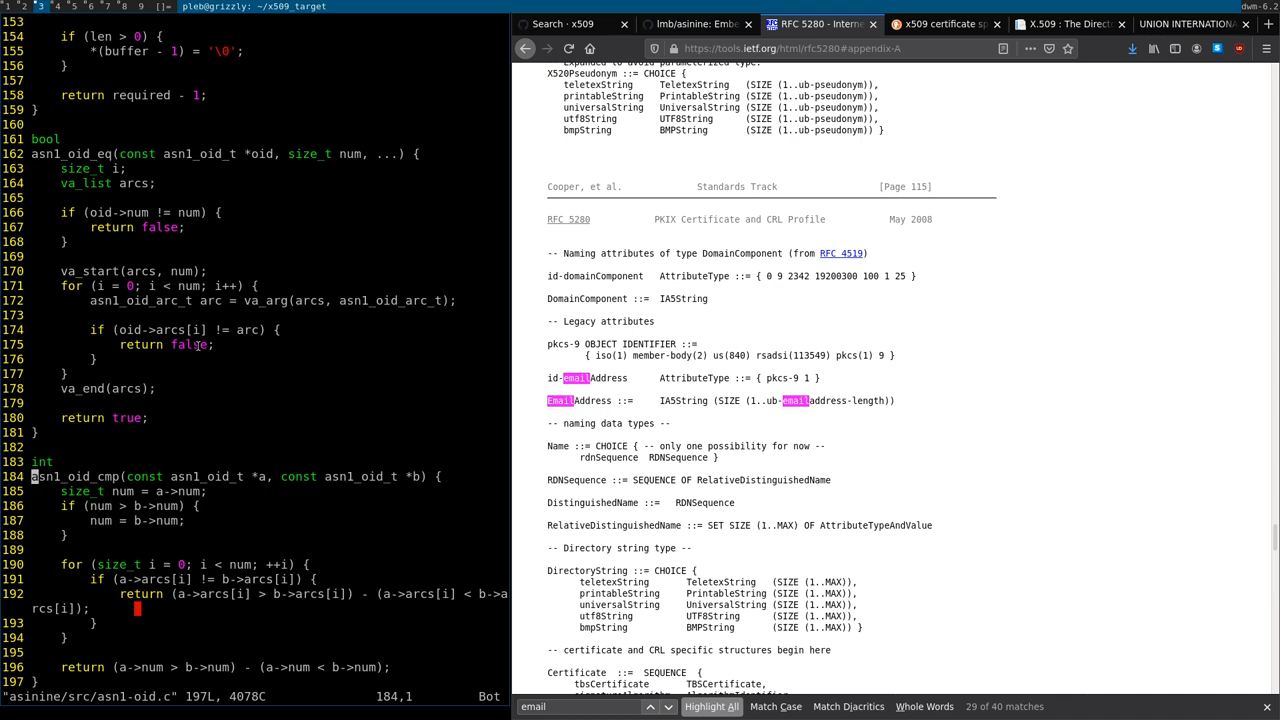 1 2 3 4 5 6 7 8 9 []= pleb@grizzly: ~/x509_target dwm-6.2
153
154     if (len > 0) {
155         *(buffer - 1) = '\0';
156     }
157
158     return required - 1;
159 }
160
161 bool
162 asn1_oid_eq(const asn1_oid_t *oid, size_t num, ...) {
163     size_t i;
164     va_list arcs;
165
166     if (oid->num != num) {
167         return false;
168     }
169
170     va_start(arcs, num);
171     for (i = 0; i < num; i++) {
172         asn1_oid_arc_t arc = va_arg(arcs, asn1_oid_arc_t);
173
174         if (oid->arcs[i] != arc) {
175             return false;
176         }
177     }
178     va_end(arcs);
179
180     return true;
181 }
182
183 int
184 asn1_oid_cmp(const asn1_oid_t *a, const asn1_oid_t *b) {
185     size_t num = a->num;
186     if (num > b->num) {
187         num = b->num;
188     }
189
190     for (size_t i = 0; i < num; ++i) {
191         if (a->arcs[i] != b->arcs[i]) {
192             return (a->arcs[i] > b->arcs[i]) - (a->arcs[i] < b->a
rcs[i]);
193         }
194     }
195
196     return (a->num > b->num) - (a->num < b->num);
197 }
"asinine/src/asn1-oid.c" 197L, 4078C 184,1 Bot
Search · x509
lmb/asinine: Embe
RFC 5280 - Interne
x509 certificate sp
X.509 : The Direct
UNION INTERNATIONA
https://tools.ietf.org/html/rfc5280#appendix-A
-- Expanded to avoid parameterized type:
X520Pseudonym ::= CHOICE {
teletexString TeletexString (SIZE (1..ub-pseudonym)),
printableString PrintableString (SIZE (1..ub-pseudonym)),
universalString UniversalString (SIZE (1..ub-pseudonym)),
utf8String UTF8String (SIZE (1..ub-pseudonym)),
bmpString BMPString (SIZE (1..ub-pseudonym)) }
Cooper, et al. Standards Track [Page 115]
RFC 5280 PKIX Certificate and CRL Profile May 2008
-- Naming attributes of type DomainComponent (from RFC 4519)
id-domainComponent AttributeType ::= { 0 9 2342 19200300 100 1 25 }
DomainComponent ::= IA5String
-- Legacy attributes
pkcs-9 OBJECT IDENTIFIER ::=
{ iso(1) member-body(2) us(840) rsadsi(113549) pkcs(1) 9 }
id-emailAddress AttributeType ::= { pkcs-9 1 }
EmailAddress ::= IA5String (SIZE (1..ub-emailaddress-length))
-- naming data types --
Name ::= CHOICE { -- only one possibility for now --
rdnSequence RDNSequence }
RDNSequence ::= SEQUENCE OF RelativeDistinguishedName
DistinguishedName ::= RDNSequence
RelativeDistinguishedName ::= SET SIZE (1..MAX) OF AttributeTypeAndValue
-- Directory string type --
DirectoryString ::= CHOICE {
teletexString TeletexString (SIZE (1..MAX)),
printableString PrintableString (SIZE (1..MAX)),
universalString UniversalString (SIZE (1..MAX)),
utf8String UTF8String (SIZE (1..MAX)),
bmpString BMPString (SIZE (1..MAX)) }
-- certificate and CRL specific structures begin here
Certificate ::= SEQUENCE {
tbsCertificate TBSCertificate,
email Highlight All Match Case Match Diacritics Whole Words 29 of 40 matches